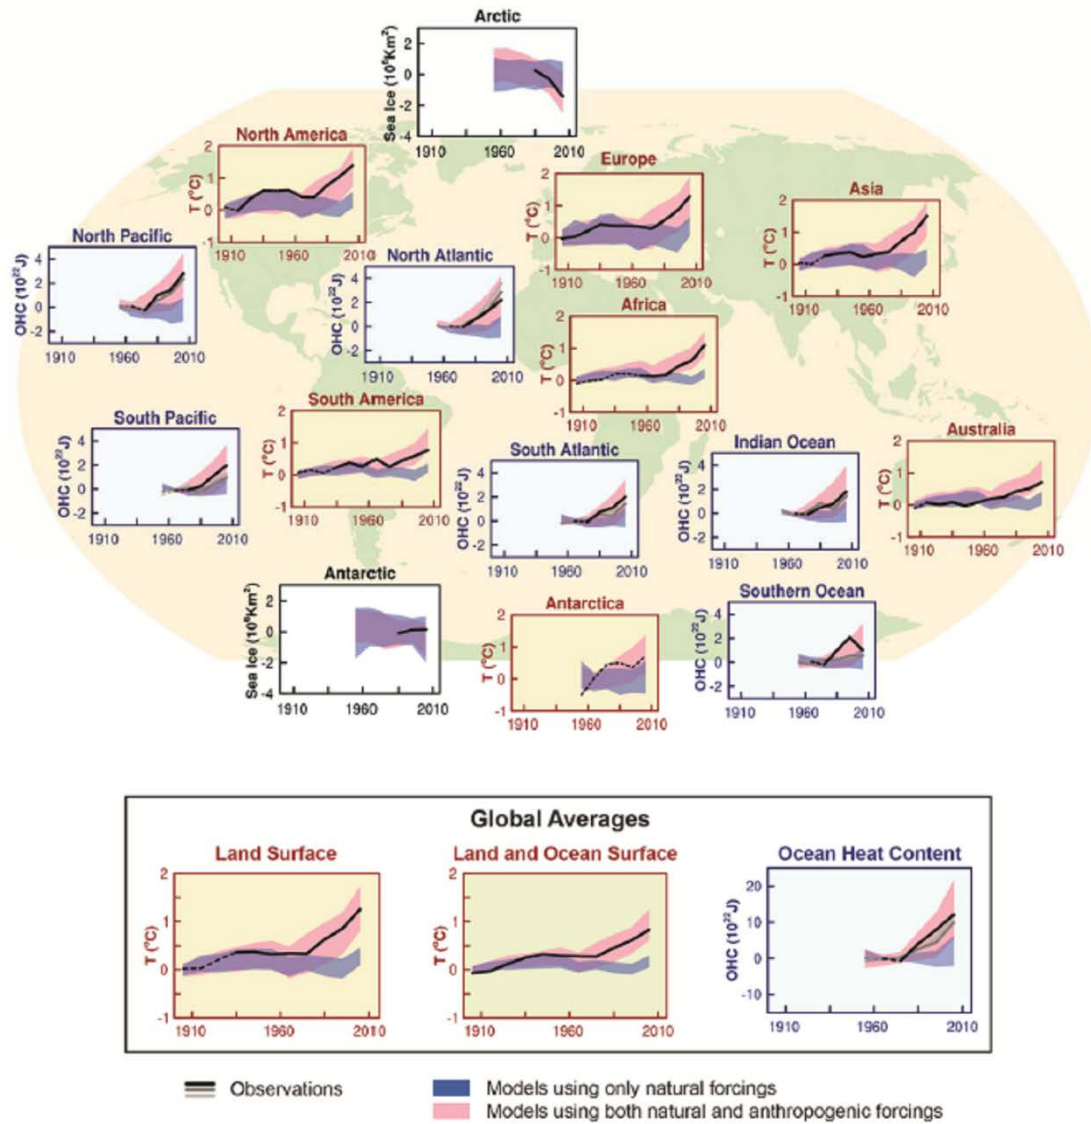 Arctic
Sea Ice (10⁶Km²)
2
0
-2
-4
1910 1960 2010
North America
T (°C)
2
1
0
-1
1910 1960 2010
Europe
T (°C)
2
1
0
-1
1910 1960 2010
Asia
T (°C)
2
1
0
-1
1910 1960 2010
North Pacific
OHC (10²²J)
4
2
0
-2
1910 1960 2010
North Atlantic
OHC (10²²J)
4
2
0
-2
1910 1960 2010
Africa
T (°C)
2
1
0
-1
1910 1960 2010
South Pacific
OHC (10²²J)
4
2
0
-2
1910 1960 2010
South America
T (°C)
2
1
0
-1
1910 1960 2010
South Atlantic
OHC (10²²J)
4
2
0
-2
1910 1960 2010
Indian Ocean
OHC (10²²J)
4
2
0
-2
1910 1960 2010
Australia
T (°C)
2
1
0
-1
1910 1960 2010
Antarctic
Sea Ice (10⁶Km²)
2
0
-2
-4
1910 1960 2010
Antarctica
T (°C)
2
1
0
-1
1910 1960 2010
Southern Ocean
OHC (10²²J)
4
2
0
-2
1910 1960 2010
Global Averages
Land Surface
T (°C)
2
1
0
-1
1910 1960 2010
Land and Ocean Surface
T (°C)
2
1
0
-1
1910 1960 2010
Ocean Heat Content
OHC (10²²J)
20
10
0
-10
1910 1960 2010
Observations
Models using only natural forcings
Models using both natural and anthropogenic forcings